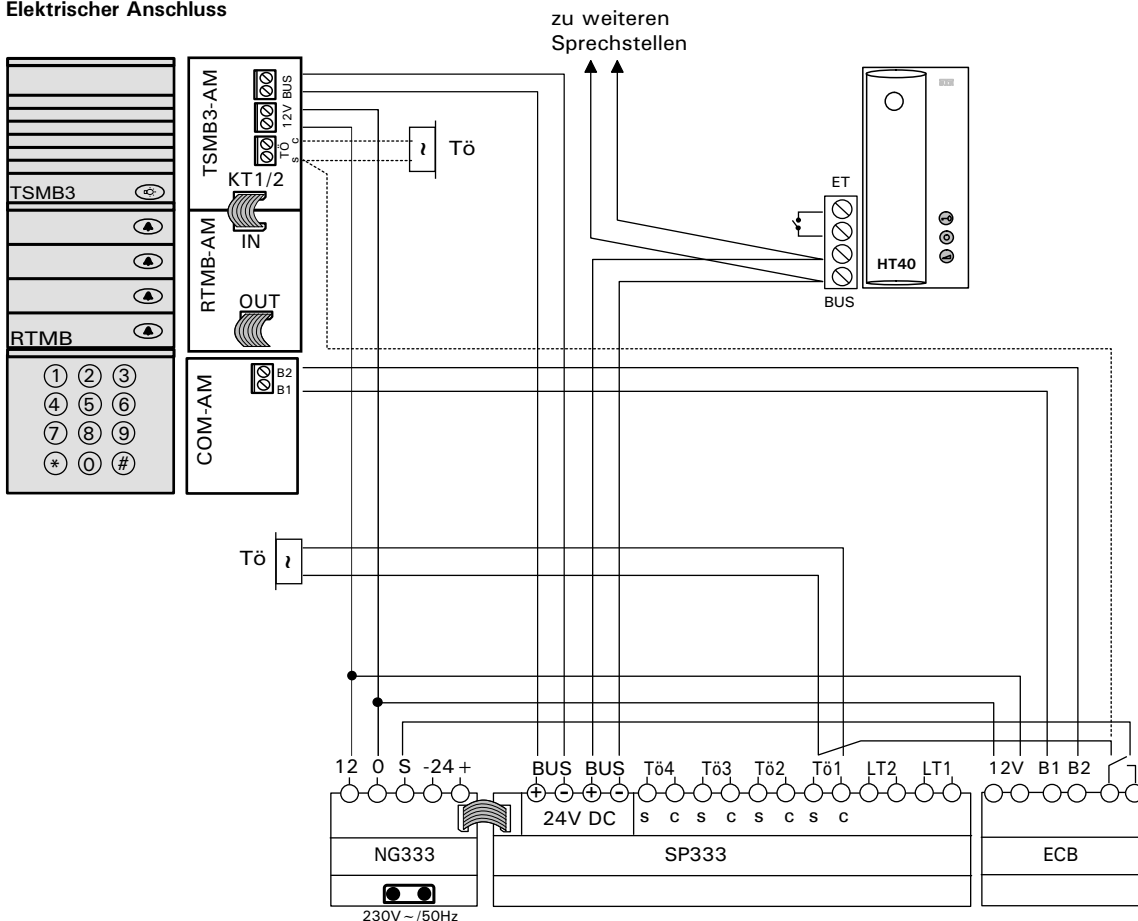 Elektrischer Anschluss
zu weiteren
Sprechstellen
TSMB3
RTMB
1 2 3
4 5 6
7 8 9
* 0 #
TSMB3-AM
BUS
12V
TÖ
s c
KT1/2
IN
RTMB-AM
OUT
COM-AM
B2
B1
~ Tö
ET
BUS
HT40
Tö ~
12 0 S -24+
NG333
230V~/50Hz
BUS BUS Tö4 Tö3 Tö2 Tö1 LT2 LT1
+ - + -
24V DC s c s c s c s c
SP333
12V B1 B2
ECB